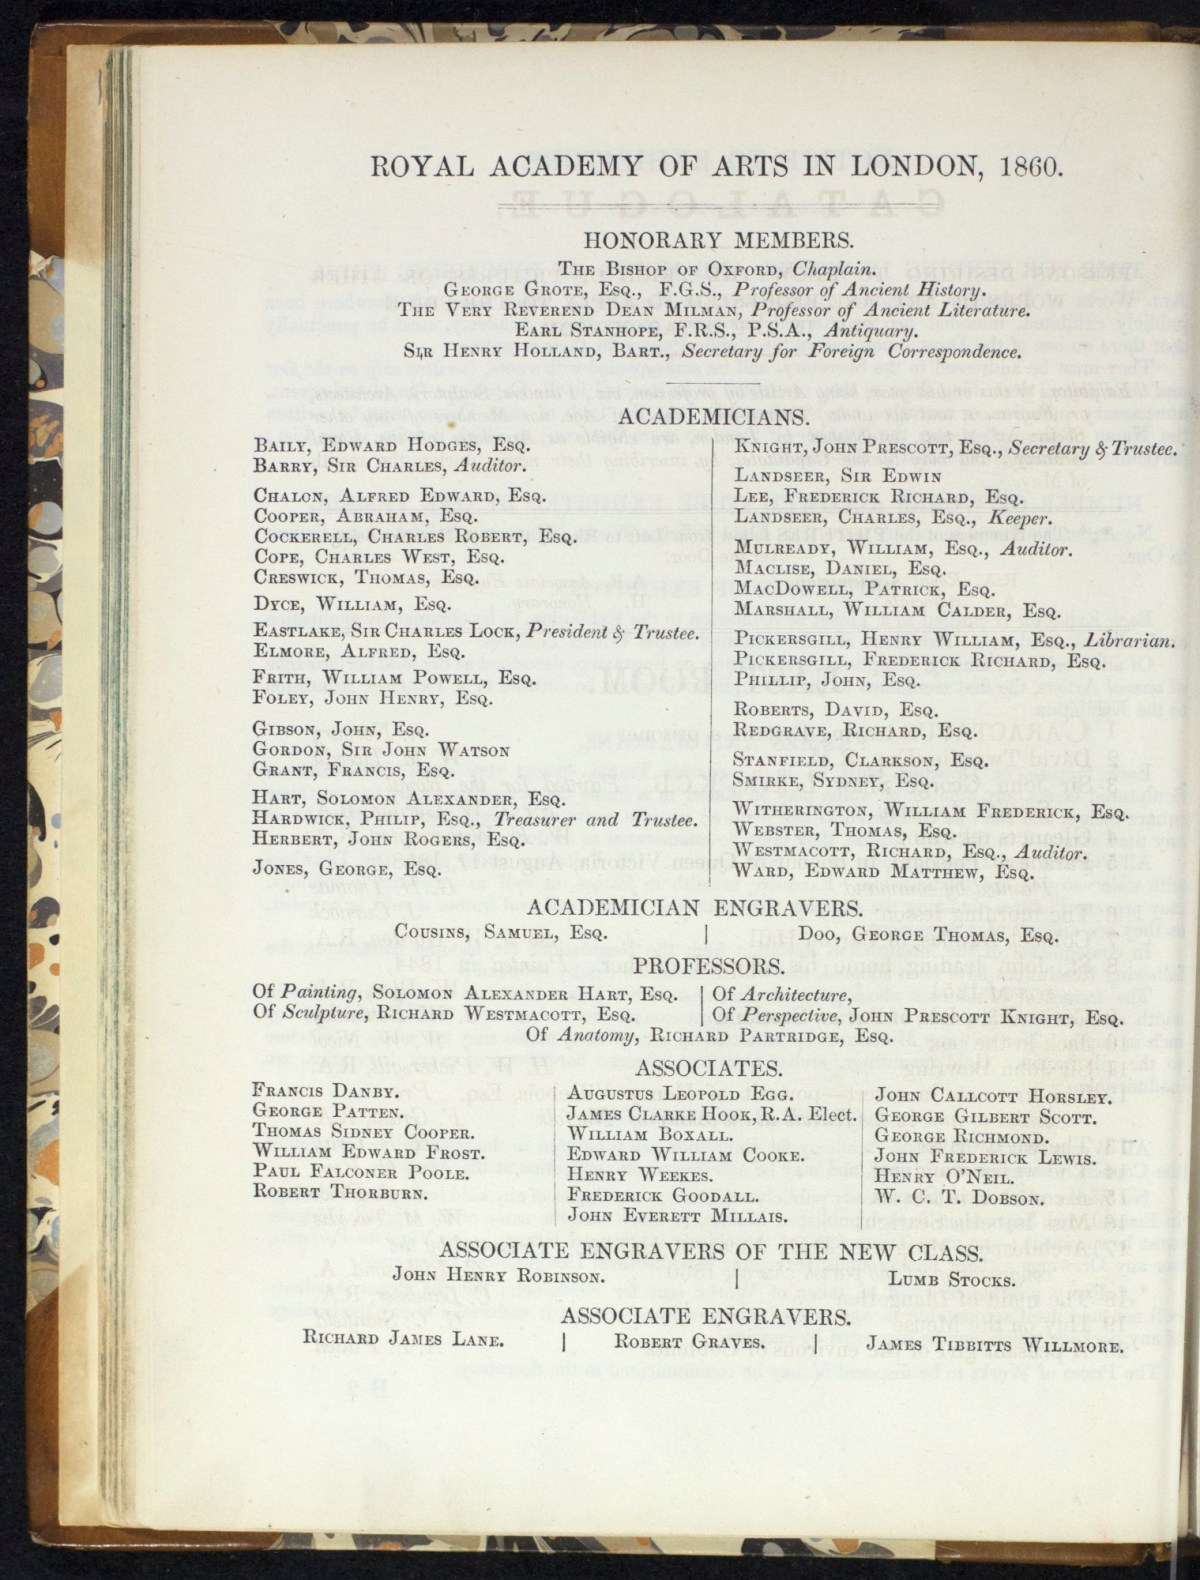 ROYAL ACADEMY OF ARTS IN LONDON, 1860.
HONORARY MEMBERS.
THE BISHOP OF OXFORD, Chaplain.
GEORGE GROTE, ESQ., F.G.S., Professor of Ancient History.
THE VERY REVEREND DEAN MILMAN, Professor of Ancient Literature.
EARL STANHOPE, F.R.S., P.S.A., Antiquary.
SIR HENRY HOLLAND, BART., Secretary for Foreign Correspondence.
ACADEMICIANS.
BAILY, EDWARD HODGES, ESQ.
BARRY, SIR CHARLES, Auditor.
CHALON, ALFRED EDWARD, ESQ.
COOPER, ABRAHAM, ESQ.
COCKERELL, CHARLES ROBERT, ESQ.
COPE, CHARLES WEST, ESQ.
CRESWICK, THOMAS, ESQ.
DYCE, WILLIAM, ESQ.
EASTLAKE, SIR CHARLES LOCK, President & Trustee.
ELMORE, ALFRED, ESQ.
FRITH, WILLIAM POWELL, ESQ.
FOLEY, JOHN HENRY, ESQ.
GIBSON, JOHN, ESQ.
GORDON, SIR JOHN WATSON
GRANT, FRANCIS, ESQ.
HART, SOLOMON ALEXANDER, ESQ.
HARDWICK, PHILIP, ESQ., Treasurer and Trustee.
HERBERT, JOHN ROGERS, ESQ.
JONES, GEORGE, ESQ.
KNIGHT, JOHN PRESCOTT, ESQ., Secretary & Trustee.
LANDSEER, SIR EDWIN
LEE, FREDERICK RICHARD, ESQ.
LANDSEER, CHARLES, ESQ., Keeper.
MULREADY, WILLIAM, ESQ., Auditor.
MACLISE, DANIEL, ESQ.
MACDOWELL, PATRICK, ESQ.
MARSHALL, WILLIAM CALDER, ESQ.
PICKERSGILL, HENRY WILLIAM, ESQ., Librarian.
PICKERSGILL, FREDERICK RICHARD, ESQ.
PHILLIP, JOHN, ESQ.
ROBERTS, DAVID, ESQ.
REDGRAVE, RICHARD, ESQ.
STANFIELD, CLARKSON, ESQ.
SMIRKE, SYDNEY, ESQ.
WITHERINGTON, WILLIAM FREDERICK, ESQ.
WEBSTER, THOMAS, ESQ.
WESTMACOTT, RICHARD, ESQ., Auditor.
WARD, EDWARD MATTHEW, ESQ.
ACADEMICIAN ENGRAVERS.
COUSINS, SAMUEL, ESQ. | DOO, GEORGE THOMAS, ESQ.
PROFESSORS.
Of Painting, SOLOMON ALEXANDER HART, ESQ. | Of Architecture,
Of Sculpture, RICHARD WESTMACOTT, ESQ. | Of Perspective, JOHN PRESCOTT KNIGHT, ESQ.
Of Anatomy, RICHARD PARTRIDGE, ESQ.
ASSOCIATES.
FRANCIS DANBY.
GEORGE PATTEN.
THOMAS SIDNEY COOPER.
WILLIAM EDWARD FROST.
PAUL FALCONER POOLE.
ROBERT THORBURN.
AUGUSTUS LEOPOLD EGG.
JAMES CLARKE HOOK, R.A. Elect.
WILLIAM BOXALL.
EDWARD WILLIAM COOKE.
HENRY WEEKES.
FREDERICK GOODALL.
JOHN EVERETT MILLAIS.
JOHN CALLCOTT HORSLEY.
GEORGE GILBERT SCOTT.
GEORGE RICHMOND.
JOHN FREDERICK LEWIS.
HENRY O'NEIL.
W. C. T. DOBSON.
ASSOCIATE ENGRAVERS OF THE NEW CLASS.
JOHN HENRY ROBINSON. | LUMB STOCKS.
ASSOCIATE ENGRAVERS.
RICHARD JAMES LANE. | ROBERT GRAVES. | JAMES TIBBITTS WILLMORE.